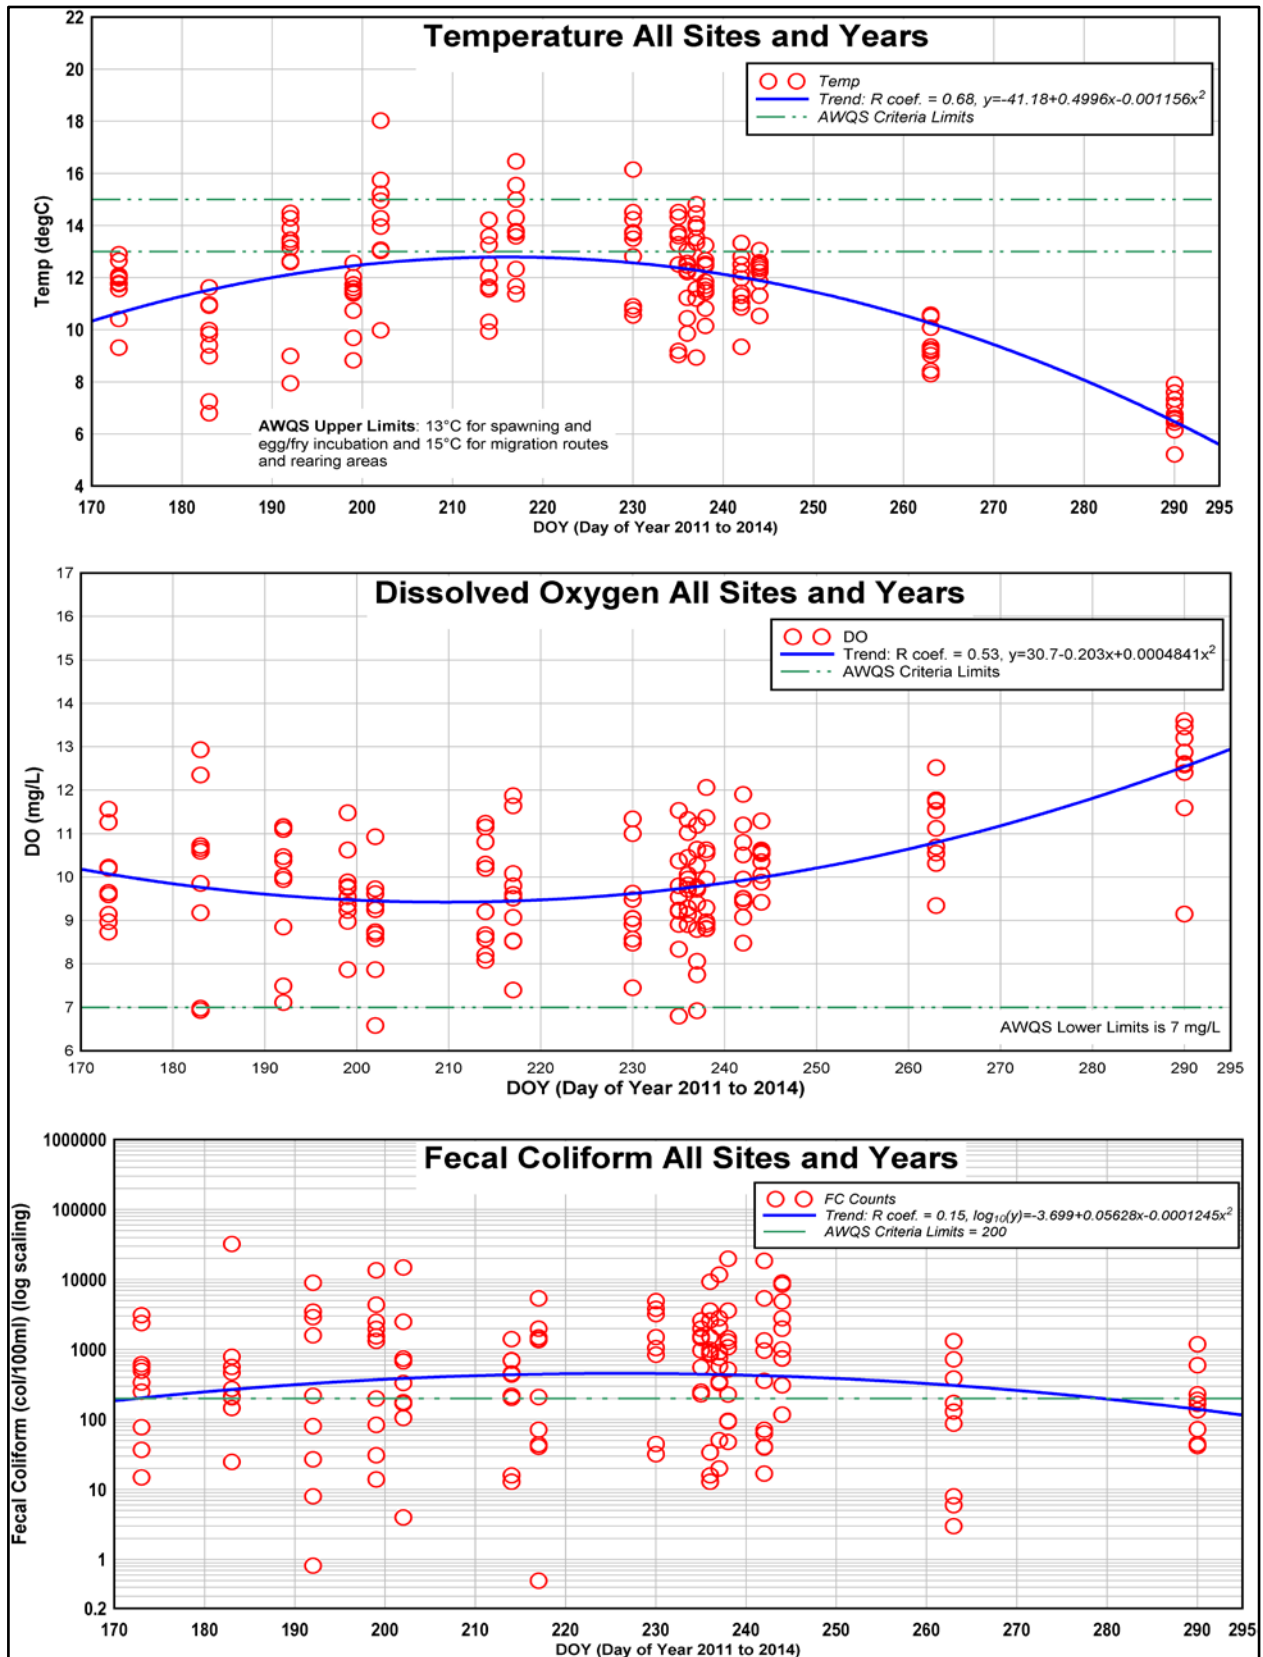 Temperature All Sites and Years
Temp
Trend: R coef. = 0.68, y=-41.18+0.4996x-0.001156x²
AWQS Criteria Limits
22
20
18
16
14
12
10
8
6
4
Temp (degC)
AWQS Upper Limits: 13°C for spawning and
egg/fry incubation and 15°C for migration routes
and rearing areas
170 180 190 200 210 220 230 240 250 260 270 280 290 295
DOY (Day of Year 2011 to 2014)
Dissolved Oxygen All Sites and Years
DO
Trend: R coef. = 0.53, y=30.7-0.203x+0.0004841x²
AWQS Criteria Limits
17
16
15
14
13
12
11
10
9
8
7
6
DO (mg/L)
AWQS Lower Limits is 7 mg/L
170 180 190 200 210 220 230 240 250 260 270 280 290 295
DOY (Day of Year 2011 to 2014)
Fecal Coliform All Sites and Years
FC Counts
Trend: R coef. = 0.15, log₁₀(y)=-3.699+0.05628x-0.0001245x²
AWQS Criteria Limits = 200
1000000
100000
10000
1000
100
10
1
0.2
Fecal Coliform (col/100ml) (log scaling)
170 180 190 200 210 220 230 240 250 260 270 280 290 295
DOY (Day of Year 2011 to 2014)